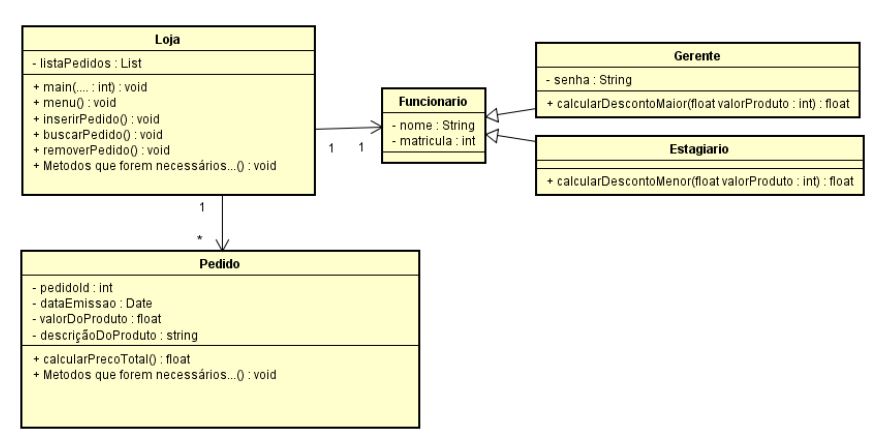 Loja
- listaPedidos : List
+ main(.... : int) : void
+ menu() : void
+ inserirPedido() : void
+ buscarPedido() : void
+ removerPedido() : void
+ Metodos que forem necessários...() : void
1
1
Funcionario
- nome : String
- matricula : int
Gerente
- senha : String
+ calcularDescontoMaior(float valorProduto : int) : float
Estagiario
+ calcularDescontoMenor(float valorProduto : int) : float
1
*
Pedido
- pedidoId : int
- dataEmissao : Date
- valorDoProduto : float
- descriçãoDoProduto : string
+ calcularPrecoTotal() : float
+ Metodos que forem necessários...() : void